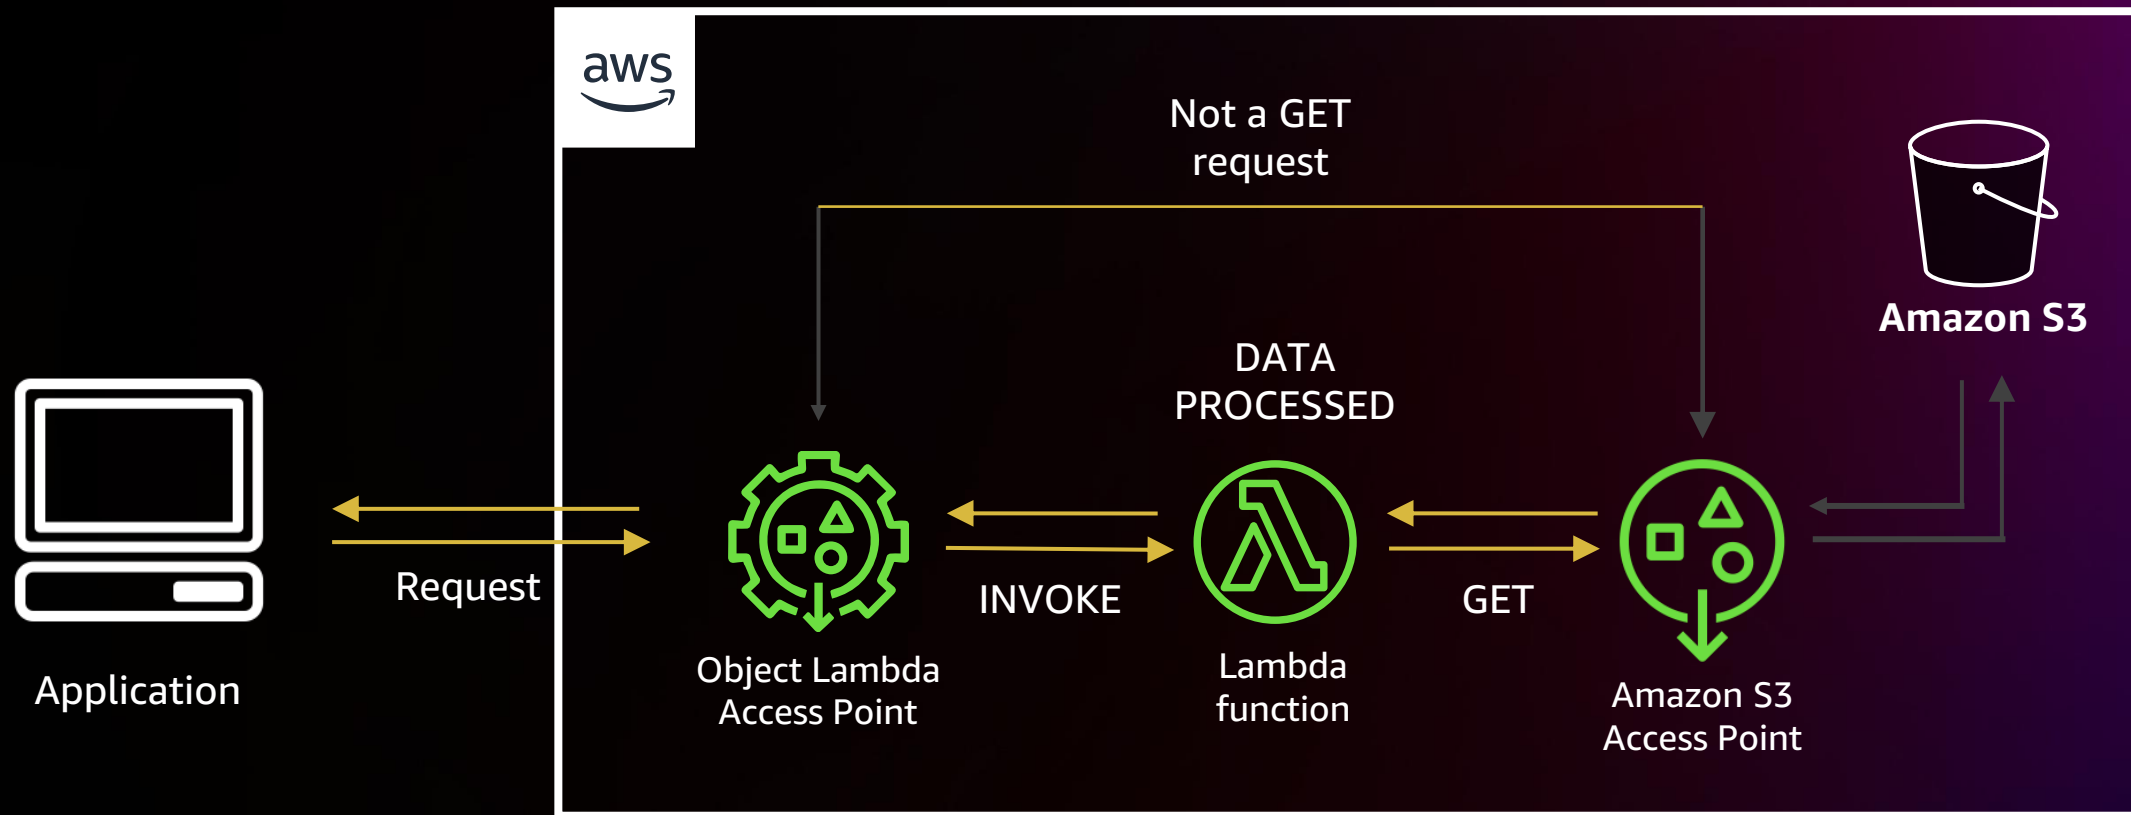 aws
Not a GET
request
Amazon S3
DATA
PROCESSED
Request
INVOKE
GET
Application
Object Lambda
Access Point
Lambda
function
Amazon S3
Access Point